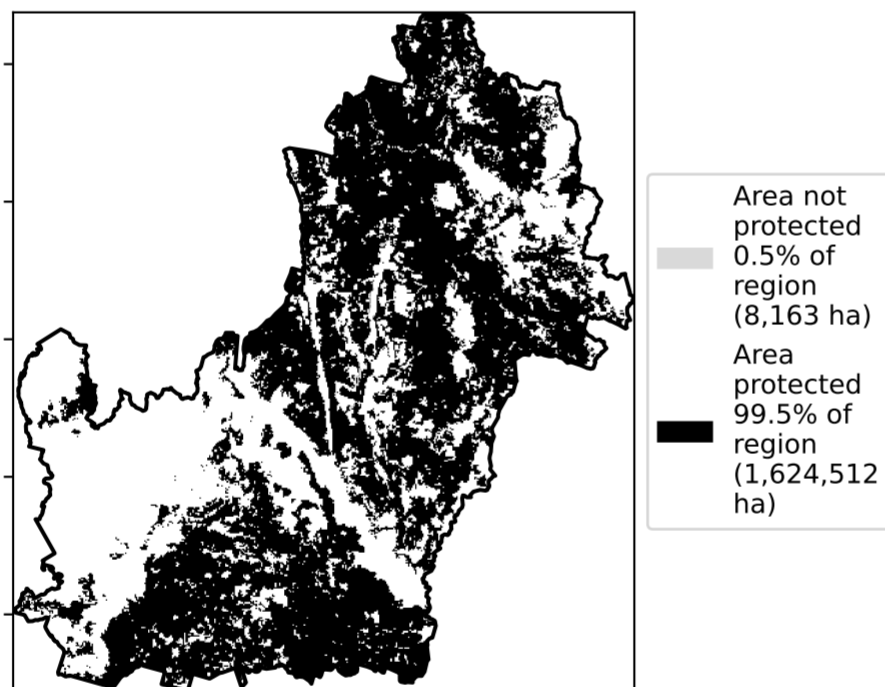 Area not
protected
0.5% of
region
(8,163 ha)
Area
protected
99.5% of
region
(1,624,512
ha)